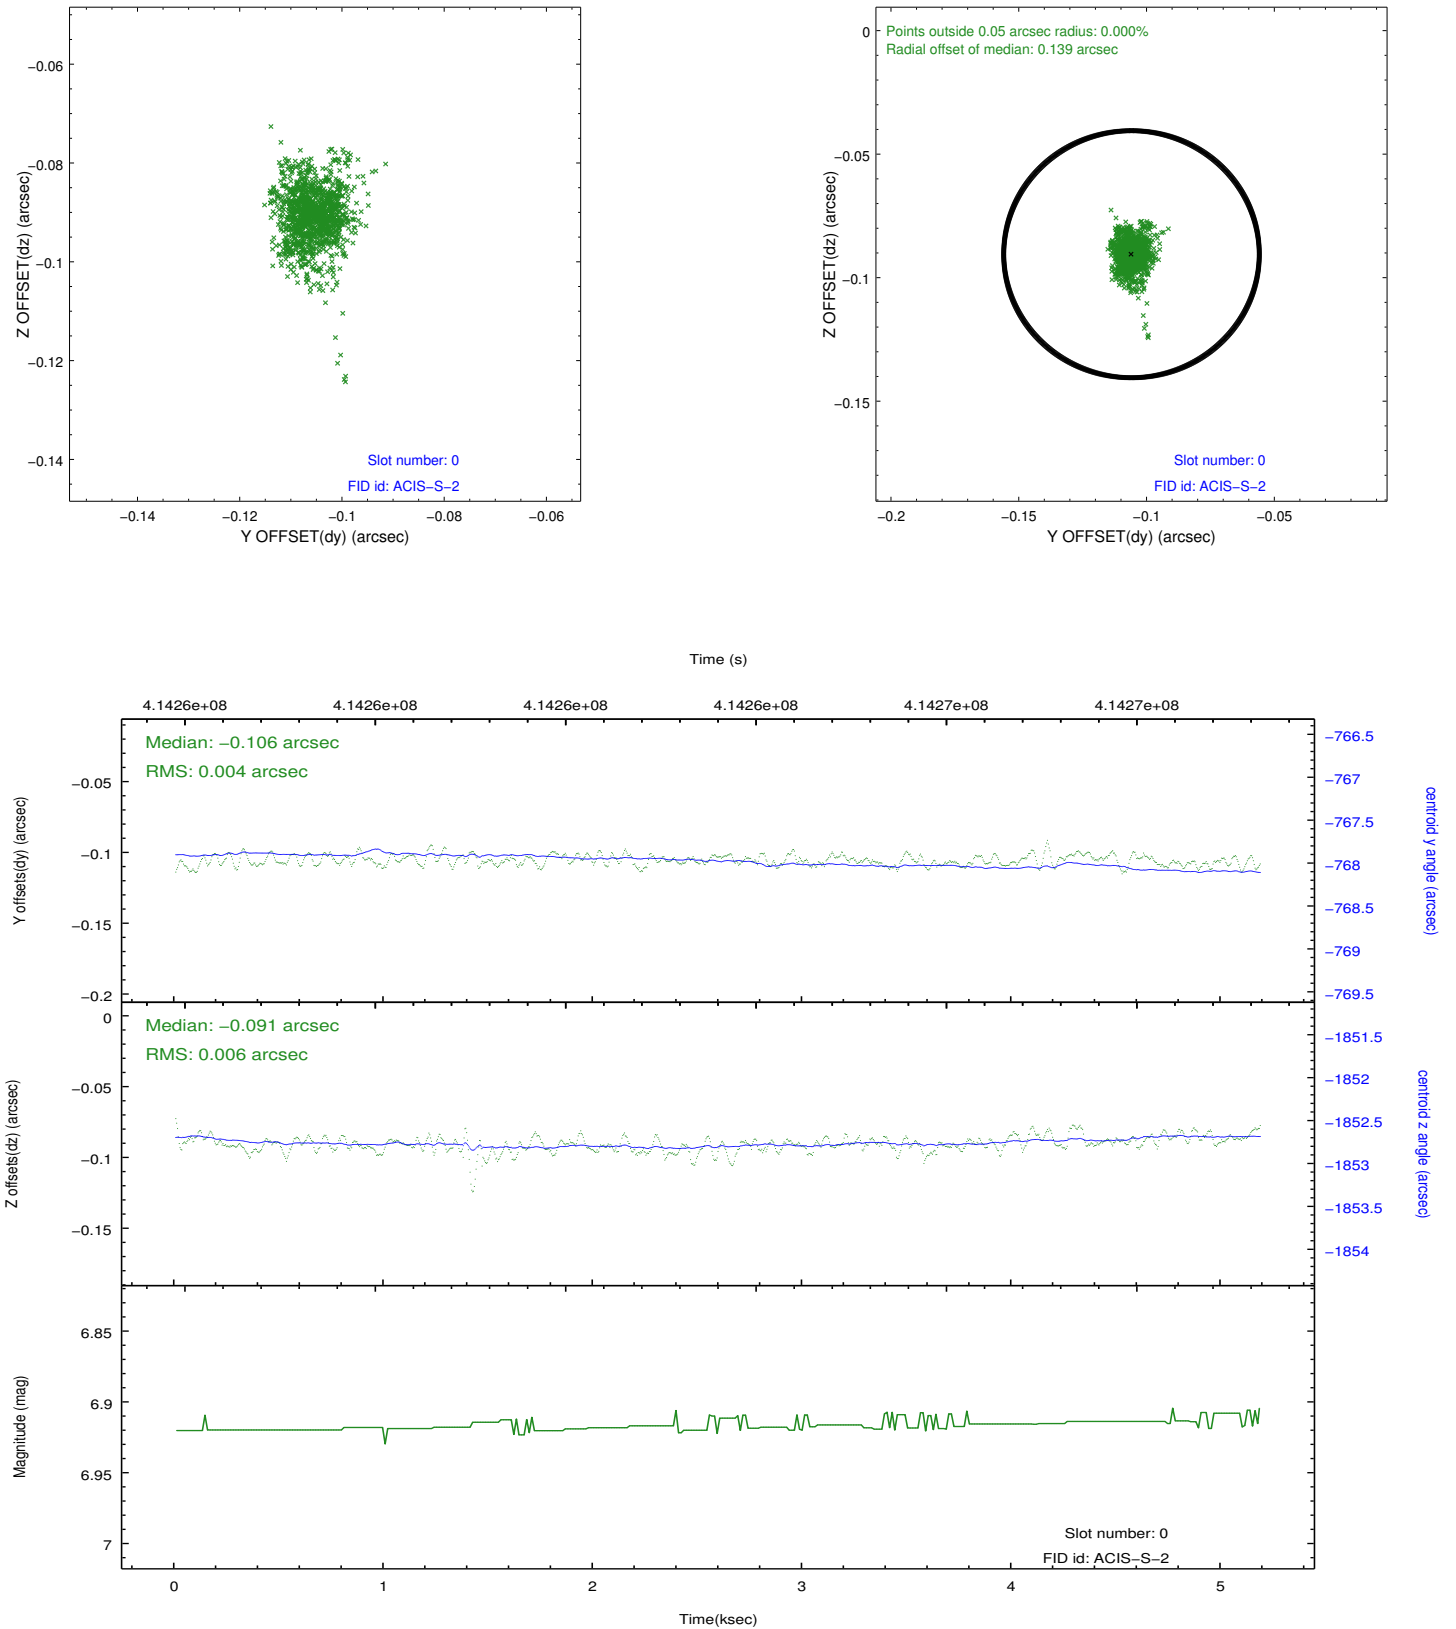 −0.06
−0.08
−0.1
−0.12
−0.14
Z OFFSET(dz) (arcsec)
Slot number: 0
FID id: ACIS−S−2
−0.14
−0.12
−0.1
−0.08
−0.06
Y OFFSET(dy) (arcsec)
Points outside 0.05 arcsec radius: 0.000%
Radial offset of median: 0.139 arcsec
0
−0.05
−0.1
−0.15
Z OFFSET(dz) (arcsec)
Slot number: 0
FID id: ACIS−S−2
−0.2
−0.15
−0.1
−0.05
Y OFFSET(dy) (arcsec)
Time (s)
4.1426e+08
4.1426e+08
4.1426e+08
4.1426e+08
4.1427e+08
4.1427e+08
Median: −0.106 arcsec
RMS: 0.004 arcsec
−0.05
−0.1
−0.15
−0.2
Y offsets(dy) (arcsec)
−766.5
−767
−767.5
−768
−768.5
−769
−769.5
centroid y angle (arcsec)
Median: −0.091 arcsec
RMS: 0.006 arcsec
0
−0.05
−0.1
−0.15
Z offsets(dz) (arcsec)
−1851.5
−1852
−1852.5
−1853
−1853.5
−1854
centroid z angle (arcsec)
6.85
6.9
6.95
7
Magnitude (mag)
Slot number: 0
FID id: ACIS−S−2
0
1
2
3
4
5
Time(ksec)